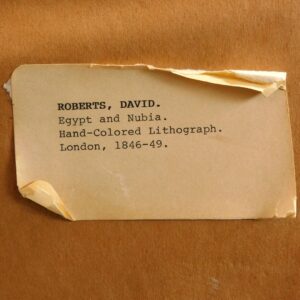 ROBERTS, DAVID.
Egypt and Nubia.
Hand-Colored Lithograph.
London, 1846-49.